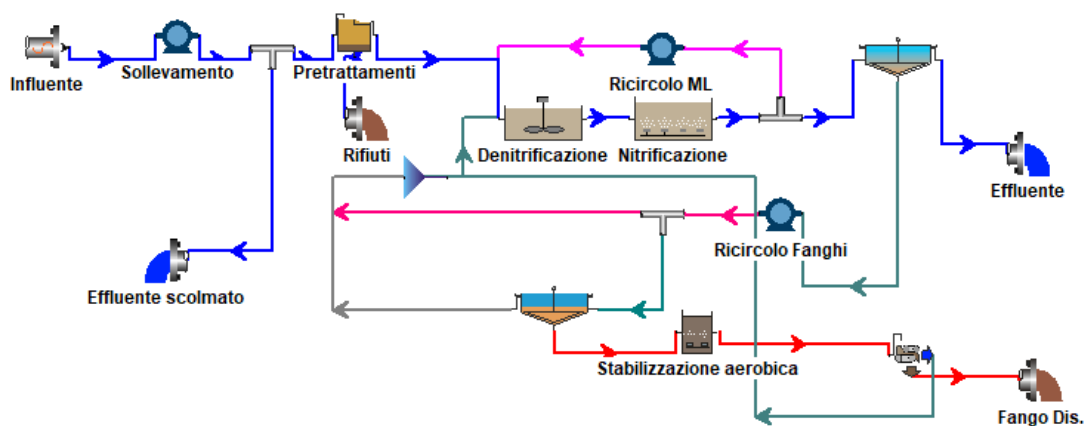 Influente
Sollevamento
Pretrattamenti
Ricircolo ML
Rifiuti
Denitrificazione
Nitrificazione
Effluente
Ricircolo Fanghi
Effluente scolmato
Stabilizzazione aerobica
Fango Dis.